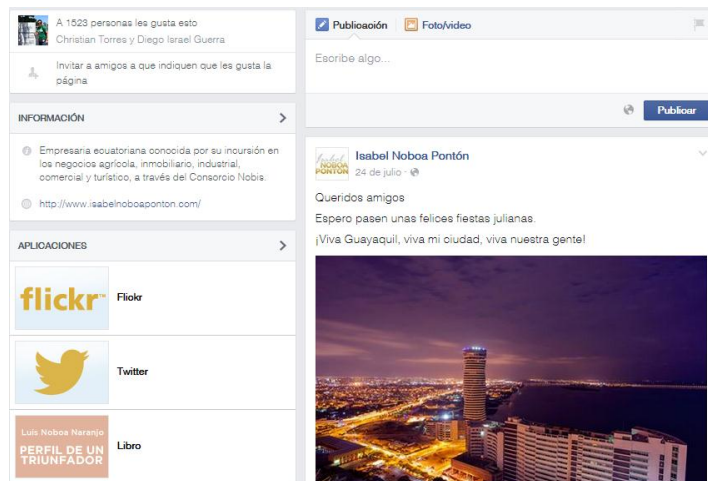 A 1523 personas les gusta esto
Christian Torres y Diego Israel Guerra
Invitar a amigos a que indiquen que les gusta la
página
INFORMACIÓN
Empresaria ecuatoriana conocida por su incursión en
los negocios agrícola, inmobiliario, industrial,
comercial y turístico, a través del Consorcio Nobis.
http://www.isabelnoboaponton.com/
APLICACIONES
flickr
Flickr
Twitter
Luis Noboa Naranjo
PERFIL DE UN
TRIUNFADOR
Libro
Publicación
Foto/video
Escribe algo...
Publicar
Isabel
NOBOA
PONTÓN
Isabel Noboa Pontón
24 de julio
Queridos amigos
Espero pasen unas felices fiestas julianas.
¡Viva Guayaquil, viva mi ciudad, viva nuestra gente!